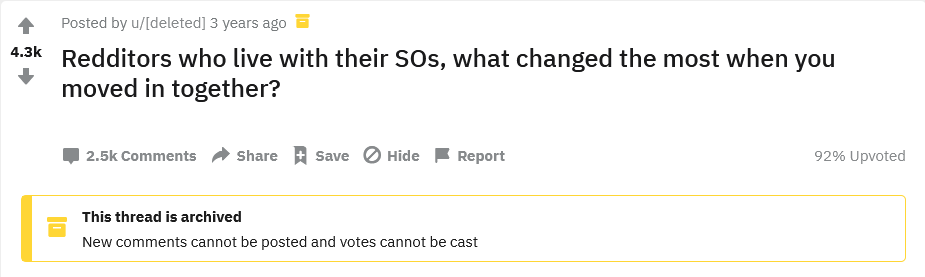 Posted by u/[deleted] 3 years ago
4.3k
Redditors who live with their SOs, what changed the most when you
moved in together?
2.5k Comments Share Save Hide Report 92% Upvoted
This thread is archived
New comments cannot be posted and votes cannot be cast